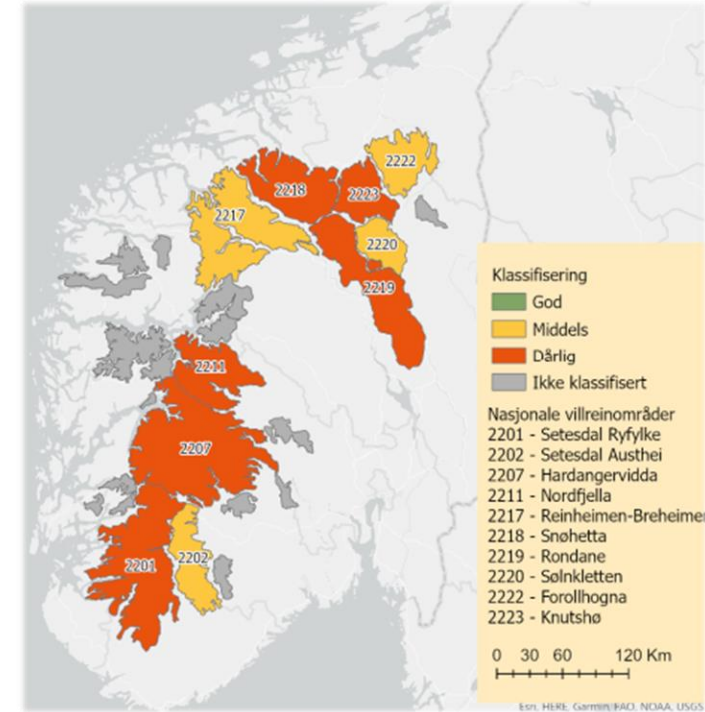 2222
2218
2223
2217
2220
2219
2211
2207
2201
2202
Klassifisering
God
Middels
Dårlig
Ikke klassifisert
Nasjonale villreinområder
2201 - Setesdal Ryfylke
2202 - Setesdal Austhei
2207 - Hardangervidda
2211 - Nordfjella
2217 - Reinheimen-Breheimen
2218 - Snøhetta
2219 - Rondane
2220 - Sølnkletten
2222 - Forollhogna
2223 - Knutshø
0 30 60 120 Km
Esri, HERE, Garmin, FAO, NOAA, USGS